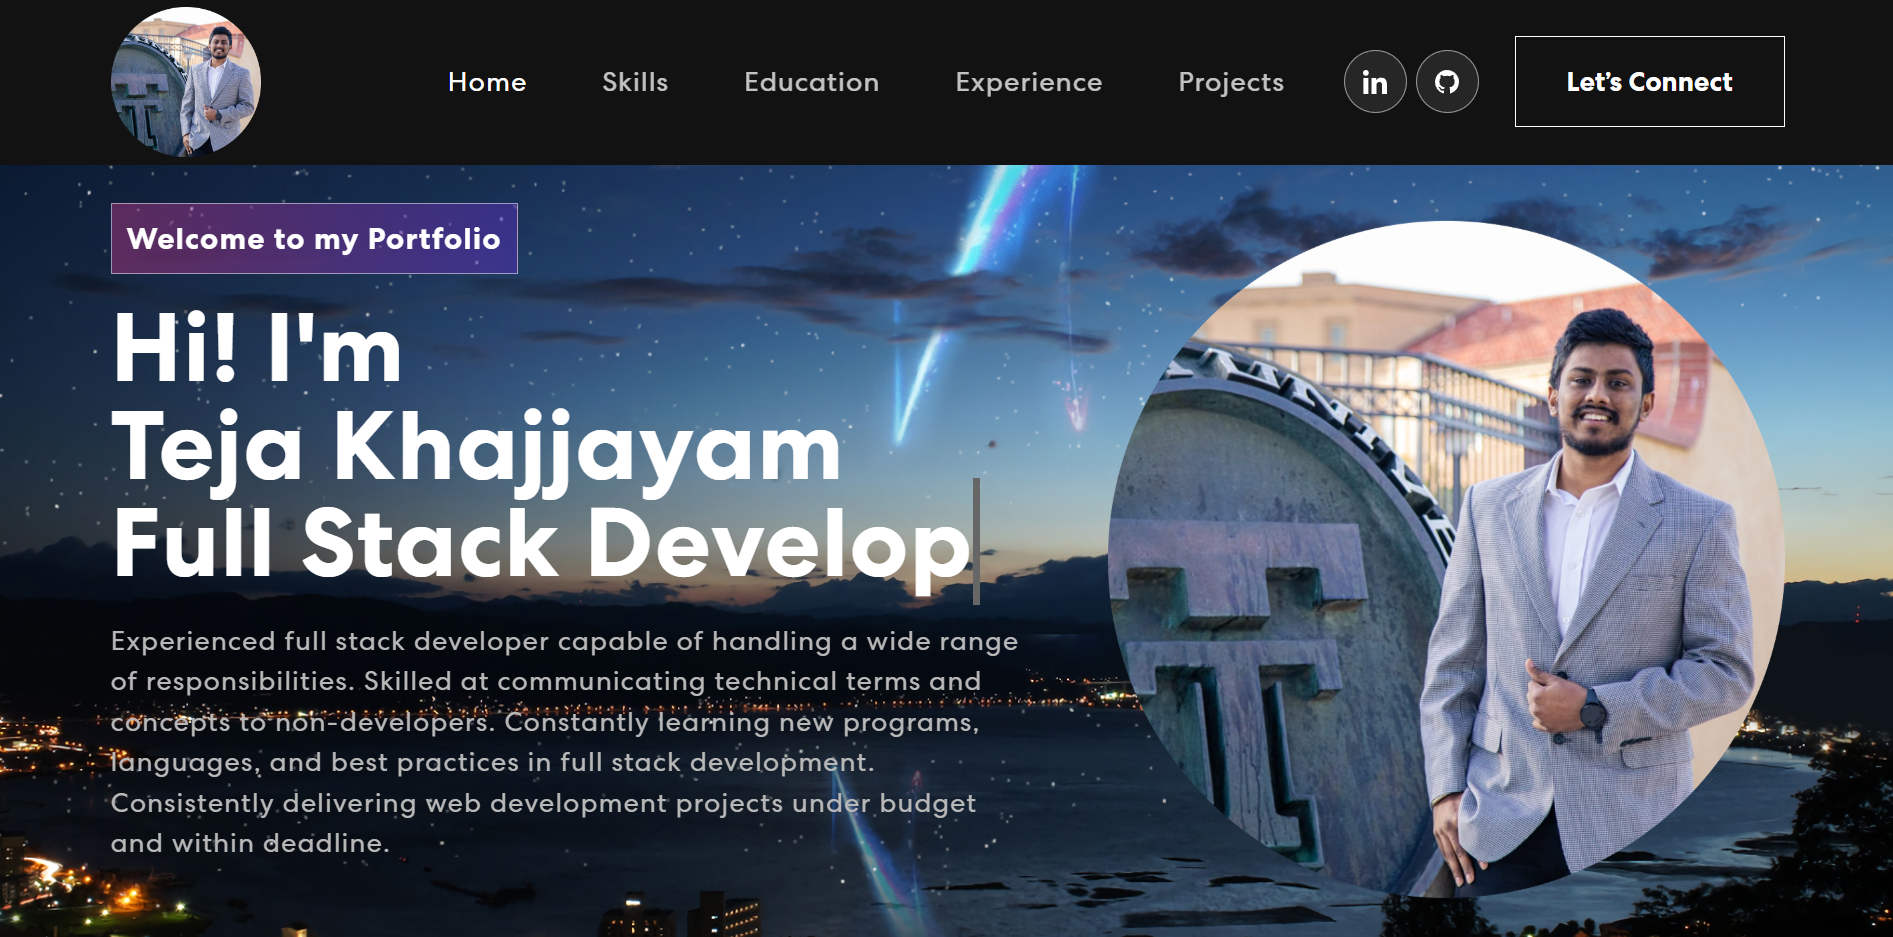 Home Skills Education Experience Projects in Let's Connect
Welcome to my Portfolio
Hi! I'm
Teja Khajjayam
Full Stack Develop
Experienced full stack developer capable of handling a wide range
of responsibilities. Skilled at communicating technical terms and
concepts to non-developers. Constantly learning new programs,
languages, and best practices in full stack development.
Consistently delivering web development projects under budget
and within deadline.